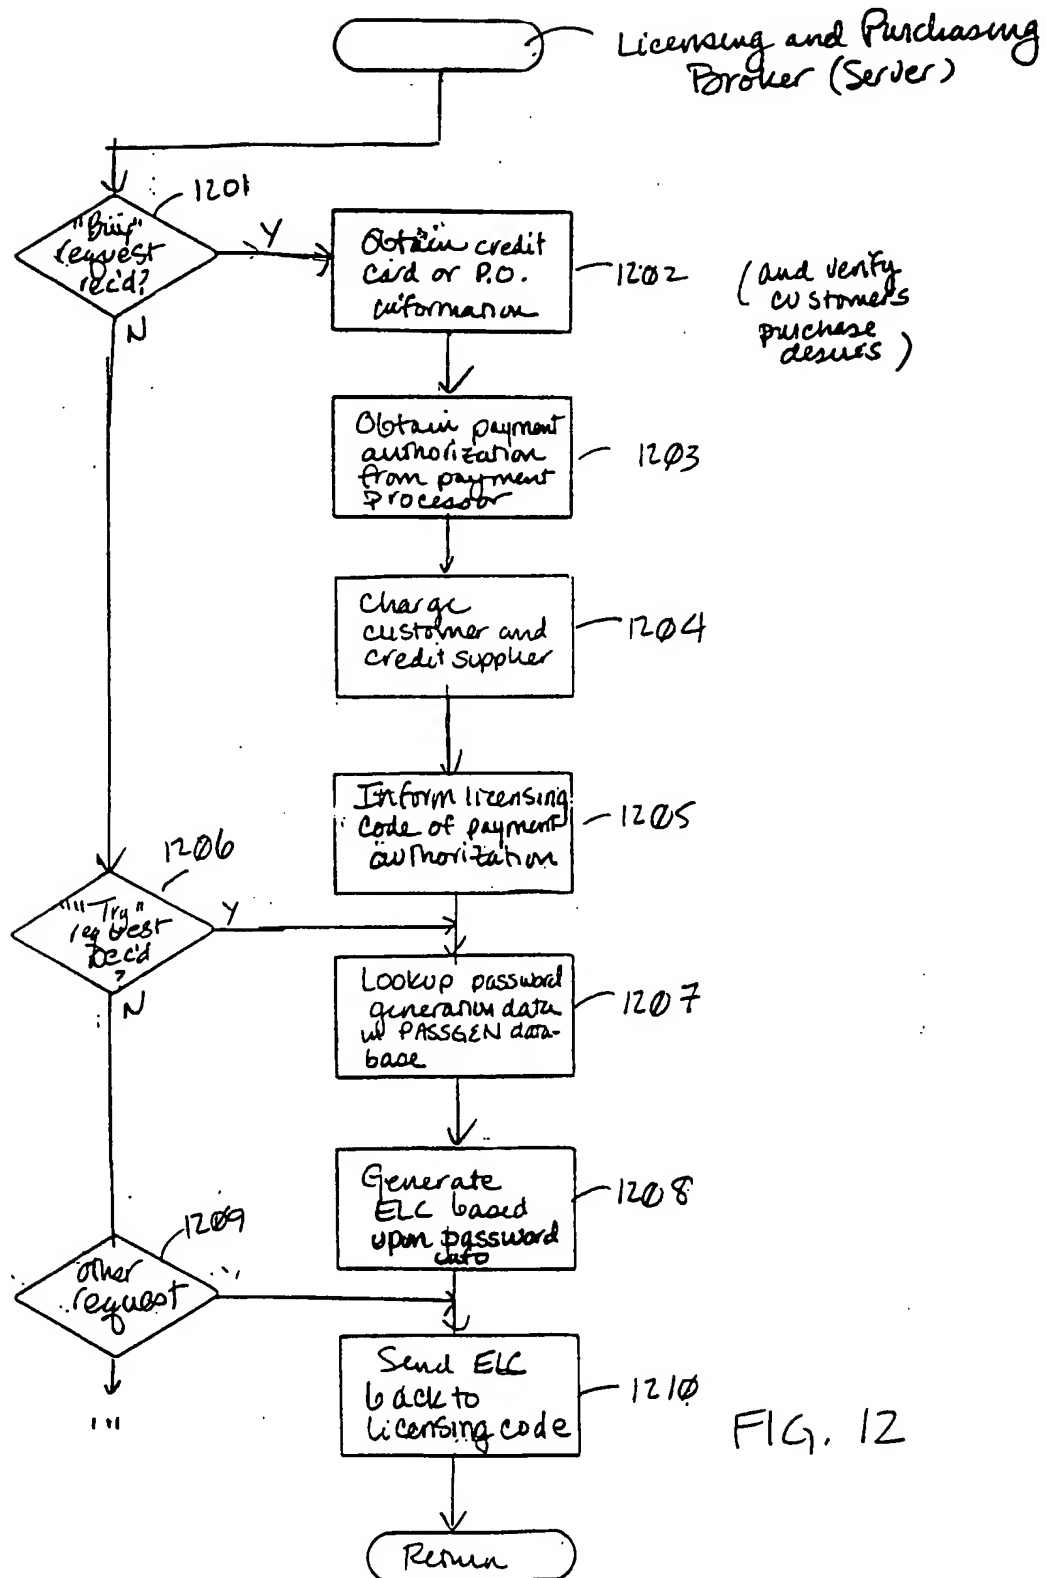 Licensing and Purchasing
Broker (Server)
1201
"Buy"
request
rec'd?
Y
N
Obtain credit
card or P.O.
information
1202
(and verify
customers
purchase
desires)
Obtain payment
authorization
from payment
Processor
1203
Charge
customer and
credit supplier
1204
Inform licensing
code of payment
authorization
1205
1206
"Try"
request
rec'd
?
Y
N
Lookup password
generation data
in PASSGEN data-
base
1207
Generate
ELC based
upon password
info
1208
1209
other
request
Send ELC
back to
licensing code
1210
FIG. 12
Return